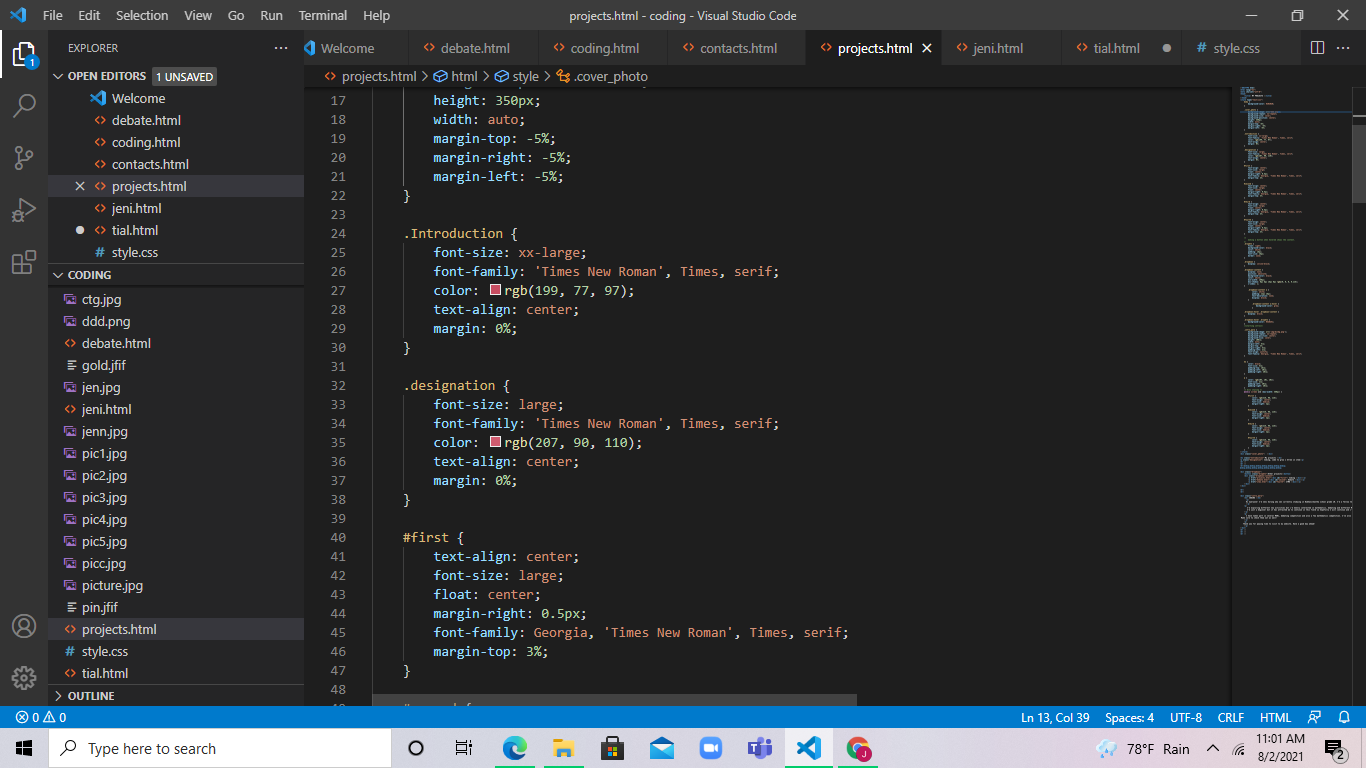 File Edit Selection View Go Run Terminal Help
projects.html - coding - Visual Studio Code
EXPLORER
Welcome
debate.html
coding.html
contacts.html
projects.html
jeni.html
tial.html
style.css
1
OPEN EDITORS 1 UNSAVED
Welcome
debate.html
coding.html
contacts.html
projects.html
jeni.html
tial.html
style.css
CODING
ctg.jpg
ddd.png
debate.html
gold.jfif
jen.jpg
jeni.html
jenn.jpg
pic1.jpg
pic2.jpg
pic3.jpg
pic4.jpg
pic5.jpg
picc.jpg
picture.jpg
pin.jfif
projects.html
style.css
tial.html
OUTLINE
projects.html > html > style > .cover_photo
17 height: 350px;
18 width: auto;
19 margin-top: -5%;
20 margin-right: -5%;
21 margin-left: -5%;
22 }
23
24 .Introduction {
25 font-size: xx-large;
26 font-family: 'Times New Roman', Times, serif;
27 color: rgb(199, 77, 97);
28 text-align: center;
29 margin: 0%;
30 }
31
32 .designation {
33 font-size: large;
34 font-family: 'Times New Roman', Times, serif;
35 color: rgb(207, 90, 110);
36 text-align: center;
37 margin: 0%;
38 }
39
40 #first {
41 text-align: center;
42 font-size: large;
43 float: center;
44 margin-right: 0.5px;
45 font-family: Georgia, 'Times New Roman', Times, serif;
46 margin-top: 3%;
47 }
48
0 0
Ln 13, Col 39 Spaces: 4 UTF-8 CRLF HTML
Type here to search
78°F Rain
11:01 AM
8/2/2021
2